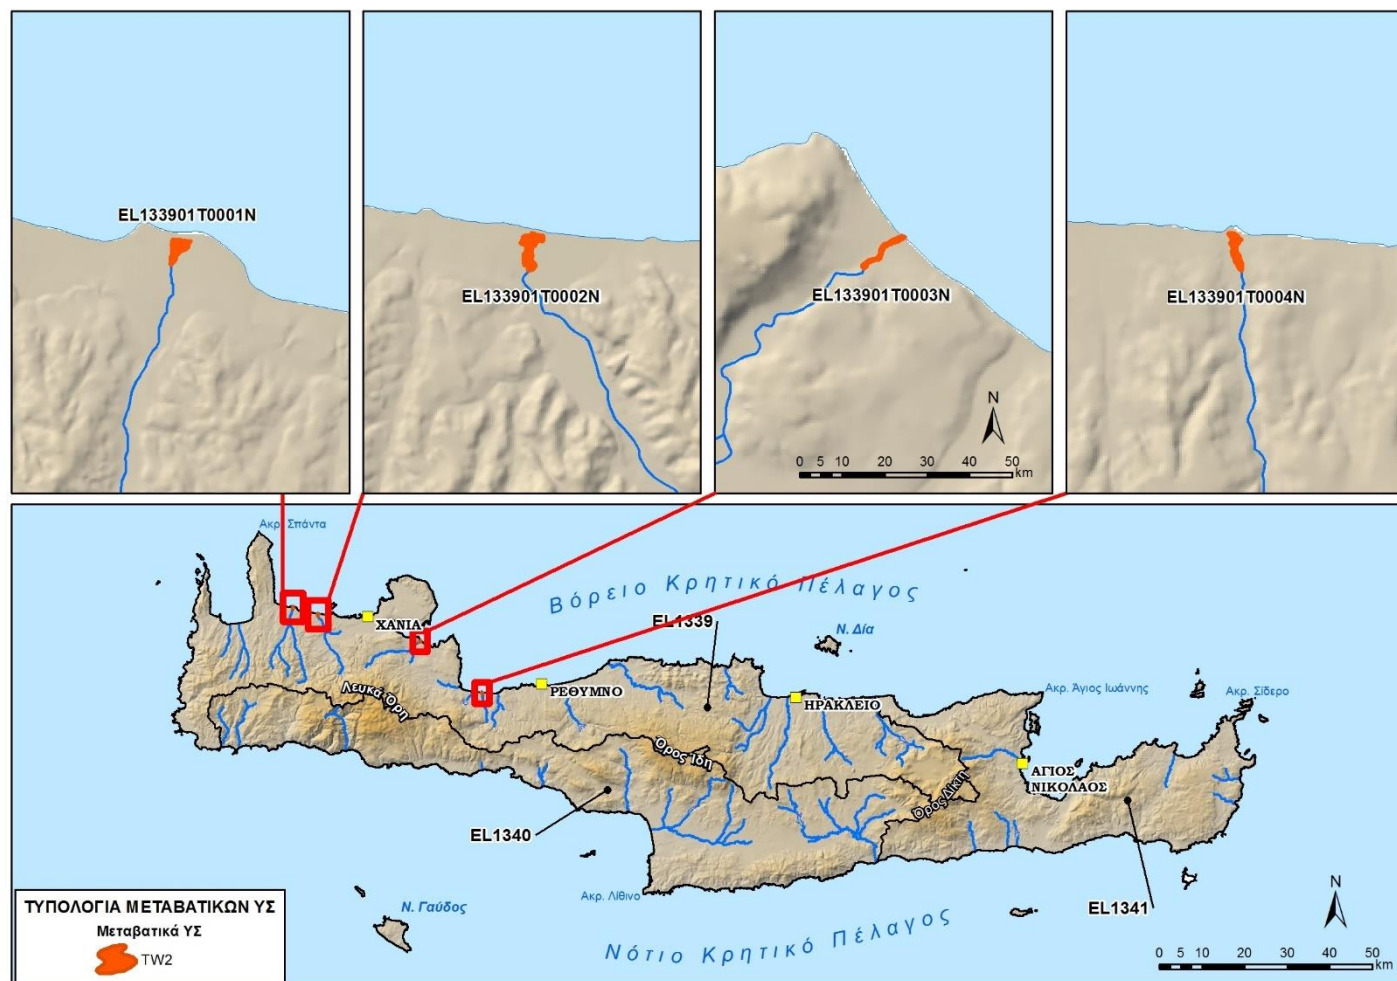 EL133901T0001N
EL133901T0002N
EL133901T0003N
N
0 5 10 20 30 40 50
km
EL133901T0004N
Ακρ. Σπάντα
Βόρειο Κρητικό Πέλαγος
ΧΑΝΙΑ
EL1339
Ν. Δία
Λευκά Όρη
ΡΕΘΥΜΝΟ
ΗΡΑΚΛΕΙΟ
Ακρ. Άγιος Ιωάννης
Ακρ. Σίδερο
Όρος Ίδη
Όρος Δίκτη
ΑΓΙΟΣ
ΝΙΚΟΛΑΟΣ
EL1340
EL1341
Ακρ. Λίθινο
Ν. Γαύδος
Νότιο Κρητικό Πέλαγος
N
0 5 10 20 30 40 50
km
ΤΥΠΟΛΟΓΙΑ ΜΕΤΑΒΑΤΙΚΩΝ ΥΣ
Μεταβατικά ΥΣ
TW2